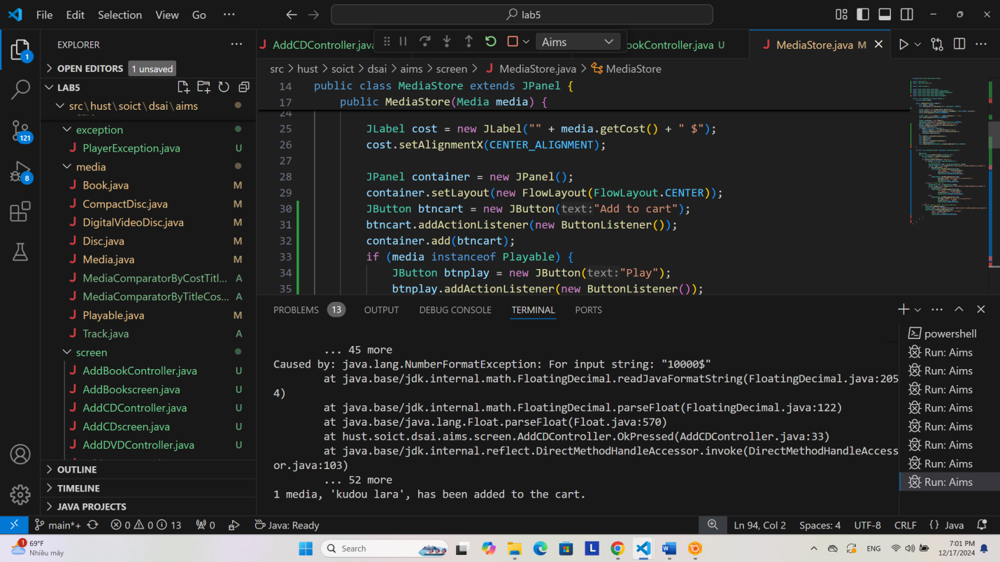 File Edit Selection View Go ··· lab5
EXPLORER ···
OPEN EDITORS 1 unsaved
LAB5
src\hust\soict\dsai\aims
exception
PlayerException.java U
media
Book.java M
CompactDisc.java M
DigitalVideoDisc.java M
Disc.java M
Media.java M
MediaComparatorByCostTitl... A
MediaComparatorByTitleCos... A
Playable.java M
Track.java A
screen
AddBookController.java U
AddBookscreen.java U
AddCDController.java U
AddCDscreen.java U
AddDVDController.java U
OUTLINE
TIMELINE
JAVA PROJECTS
1
121
8
AddCDController.java Aims ookController.java U MediaStore.java M
src > hust > soict > dsai > aims > screen > MediaStore.java > MediaStore
14 public class MediaStore extends JPanel {
17 public MediaStore(Media media) {
24
25 JLabel cost = new JLabel("" + media.getCost() + " $");
26 cost.setAlignmentX(CENTER_ALIGNMENT);
27
28 JPanel container = new JPanel();
29 container.setLayout(new FlowLayout(FlowLayout.CENTER));
30 JButton btncart = new JButton(text:"Add to cart");
31 btncart.addActionListener(new ButtonListener());
32 container.add(btncart);
33 if (media instanceof Playable) {
34 JButton btnplay = new JButton(text:"Play");
35 btnplay.addActionListener(new ButtonListener());
PROBLEMS 13 OUTPUT DEBUG CONSOLE TERMINAL PORTS
... 45 more
Caused by: java.lang.NumberFormatException: For input string: "10000$"
at java.base/jdk.internal.math.FloatingDecimal.readJavaFormatString(FloatingDecimal.java:205
4)
at java.base/jdk.internal.math.FloatingDecimal.parseFloat(FloatingDecimal.java:122)
at java.base/java.lang.Float.parseFloat(Float.java:570)
at hust.soict.dsai.aims.screen.AddCDController.OkPressed(AddCDController.java:33)
at java.base/jdk.internal.reflect.DirectMethodHandleAccessor.invoke(DirectMethodHandleAccess
or.java:103)
... 52 more
1 media, 'kudou lara', has been added to the cart.
powershell
Run: Aims
Run: Aims
Run: Aims
Run: Aims
Run: Aims
Run: Aims
Run: Aims
Run: Aims
main*+ 0 0 13 0 Java: Ready Ln 94, Col 2 Spaces: 4 UTF-8 CRLF {} Java
1 69°F
Nhiều mây
Search
L
ENG
7:01 PM
12/17/2024